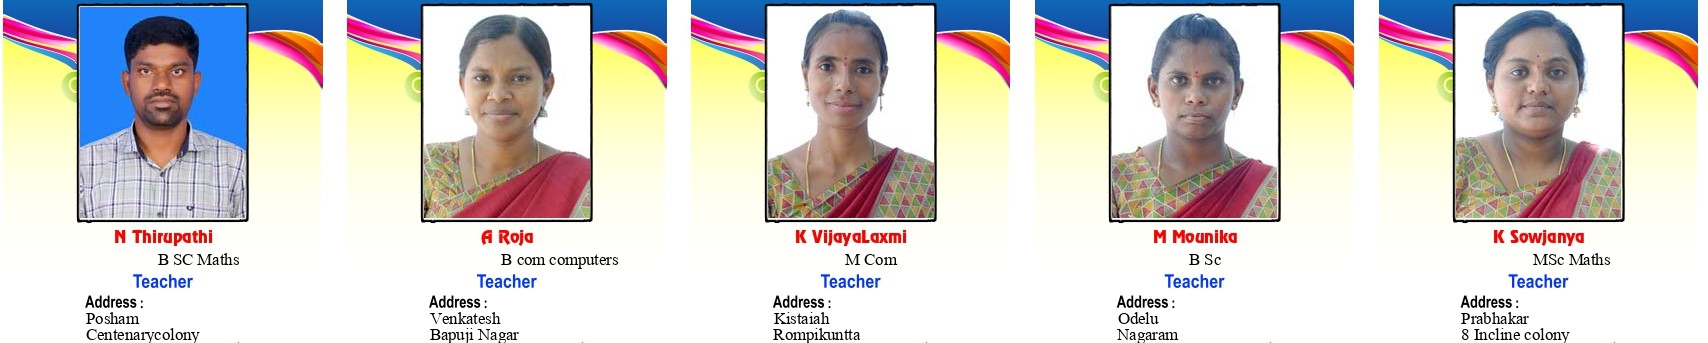 N Thirupathi
B SC Maths
Teacher
Address :
Posham
Centenarycolony
A Roja
B com computers
Teacher
Address :
Venkatesh
Bapuji Nagar
K VijayaLaxmi
M Com
Teacher
Address :
Kistaiah
Rompikuntta
M Mounika
B Sc
Teacher
Address :
Odelu
Nagaram
K Sowjanya
MSc Maths
Teacher
Address :
Prabhakar
8 Incline colony